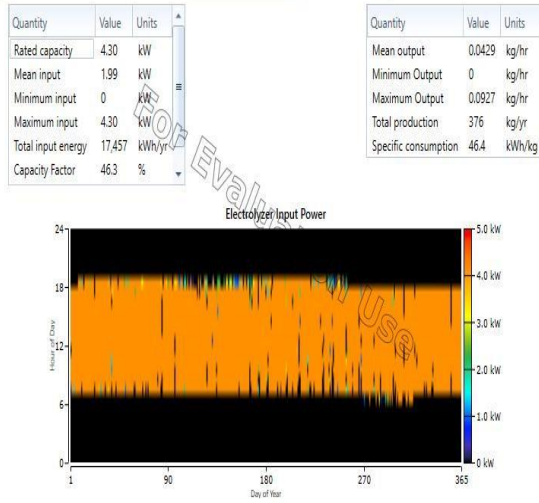 Quantity Value Units
Rated capacity 4.30 kW
Mean input 1.99 kW
Minimum input 0 kW
Maximum input 4.30 kW
Total input energy 17,457 kWh/yr
Capacity Factor 46.3 %
Quantity Value Units
Mean output 0.0429 kg/hr
Minimum Output 0 kg/hr
Maximum Output 0.0927 kg/hr
Total production 376 kg/yr
Specific consumption 46.4 kWh/kg
For Evaluation Use
Electrolyzer Input Power
24
18
12
6
0
Hour of Day
1 90 180 270 365
Day of Year
5.0 kW
4.0 kW
3.0 kW
2.0 kW
1.0 kW
0 kW